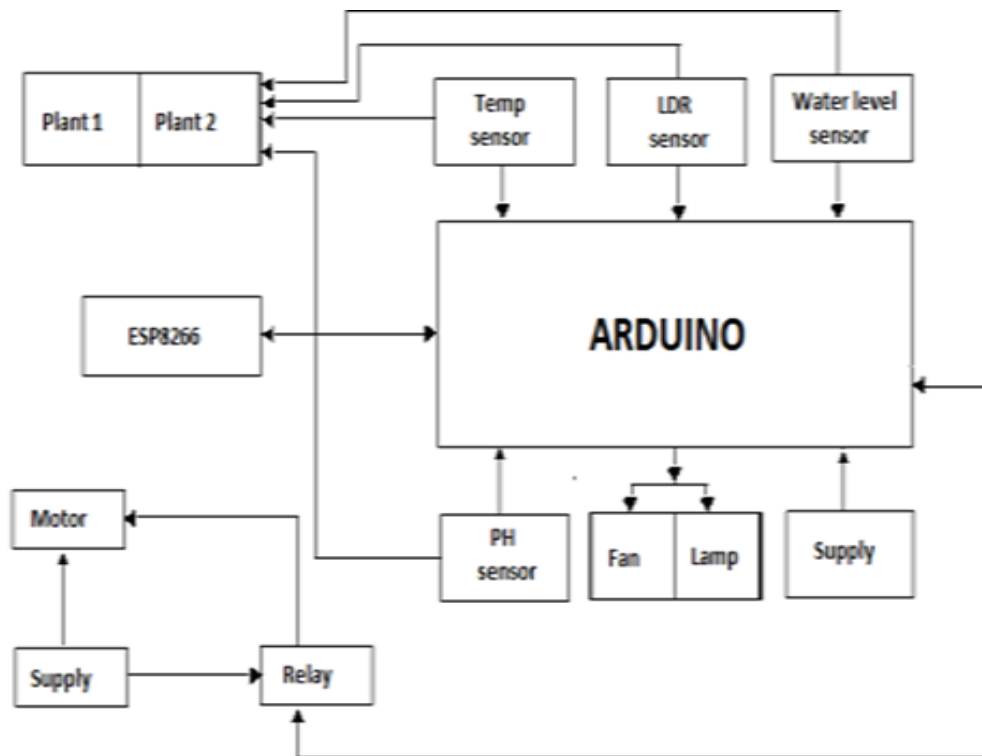 Plant 1
Plant 2
Temp
sensor
LDR
sensor
Water level
sensor
ESP8266
ARDUINO
Motor
PH
sensor
Fan
Lamp
Supply
Supply
Relay